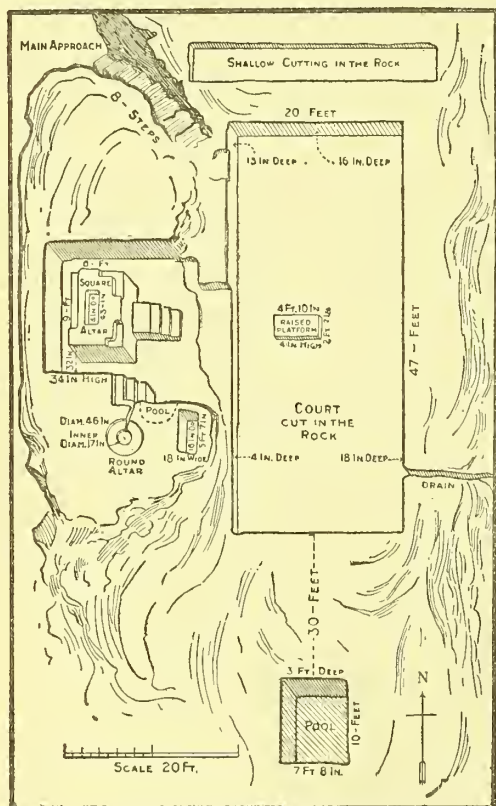 MAIN APPROACH
SHALLOW CUTTING IN THE ROCK
8 - STEPS
20 FEET
13 IN DEEP
16 IN. DEEP
SQUARE
ALTAR
9 - FT
32 IN
34 IN HIGH
4 FT. 10 IN
RAISED
PLATFORM
4 IN HIGH
47 - FEET
COURT
CUT IN THE
ROCK
DIAM. 46 IN
INNER
DIAM. 17 IN
ROUND
ALTAR
POOL
18 IN WIDE
4 IN. DEEP
18 IN DEEP
DRAIN
30 - FEET
3 FT. DEEP
POOL
10 - FEET
7 FT 8 IN.
N
SCALE 20 FT.